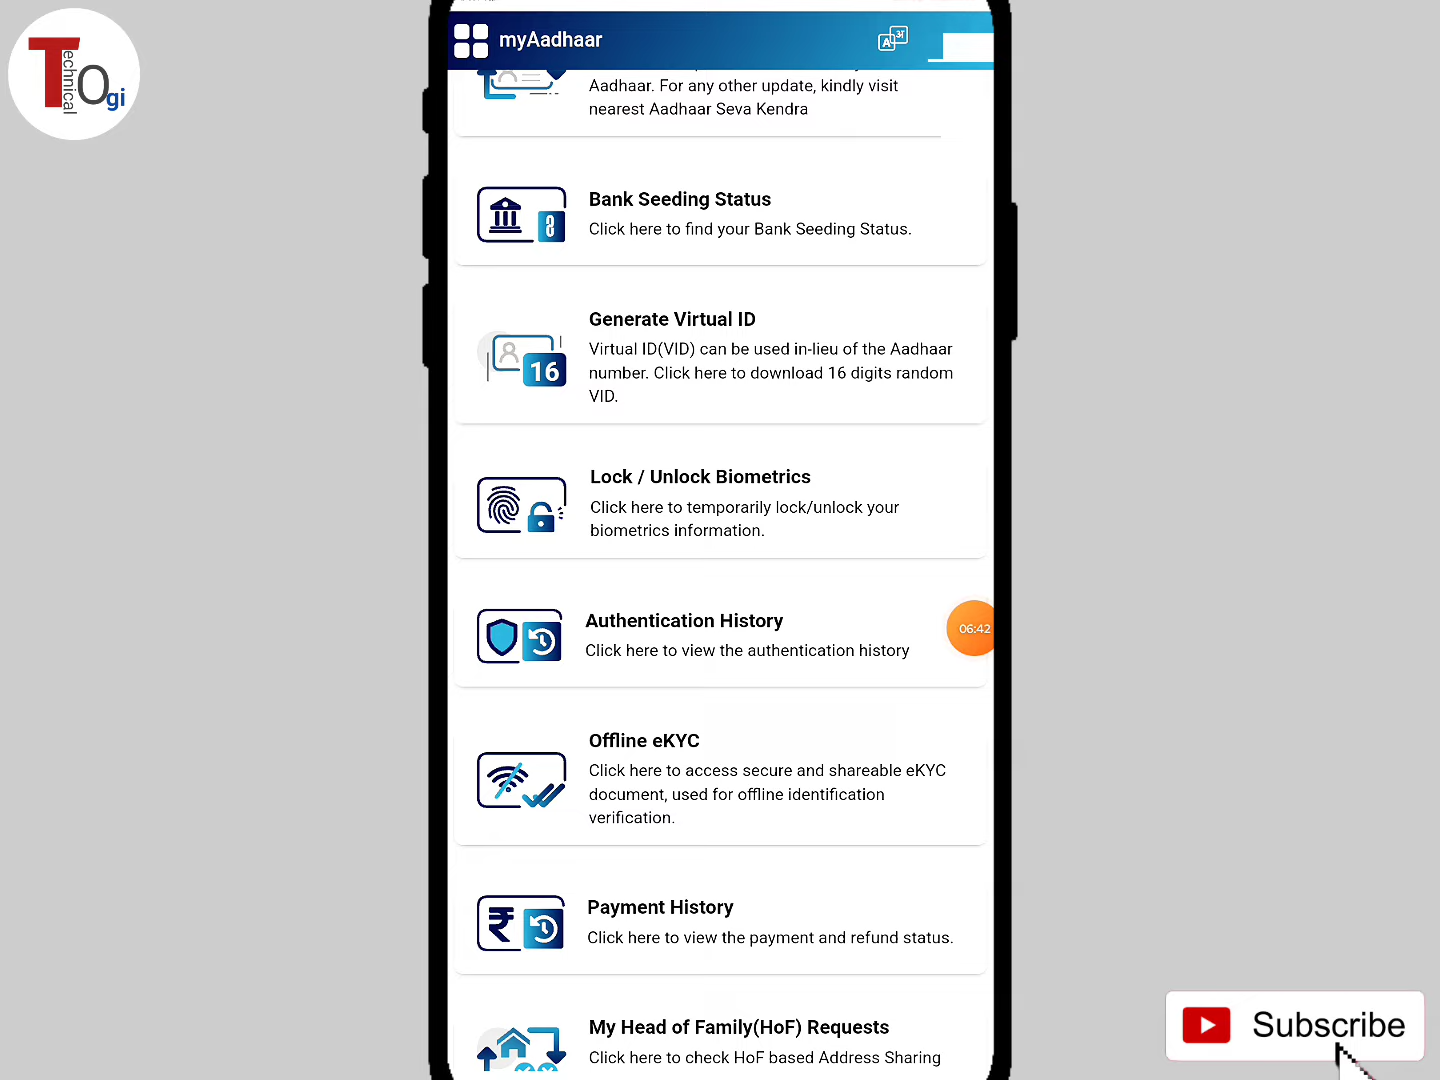 Technical
Ogi
myAadhaar
A अ
Aadhaar. For any other update, kindly visit
nearest Aadhaar Seva Kendra
Bank Seeding Status
Click here to find your Bank Seeding Status.
Generate Virtual ID
Virtual ID(VID) can be used in-lieu of the Aadhaar
number. Click here to download 16 digits random
VID.
16
Lock / Unlock Biometrics
Click here to temporarily lock/unlock your
biometrics information.
Authentication History
Click here to view the authentication history
06:42
Offline eKYC
Click here to access secure and shareable eKYC
document, used for offline identification
verification.
₹
Payment History
Click here to view the payment and refund status.
My Head of Family(HoF) Requests
Click here to check HoF based Address Sharing
Subscribe